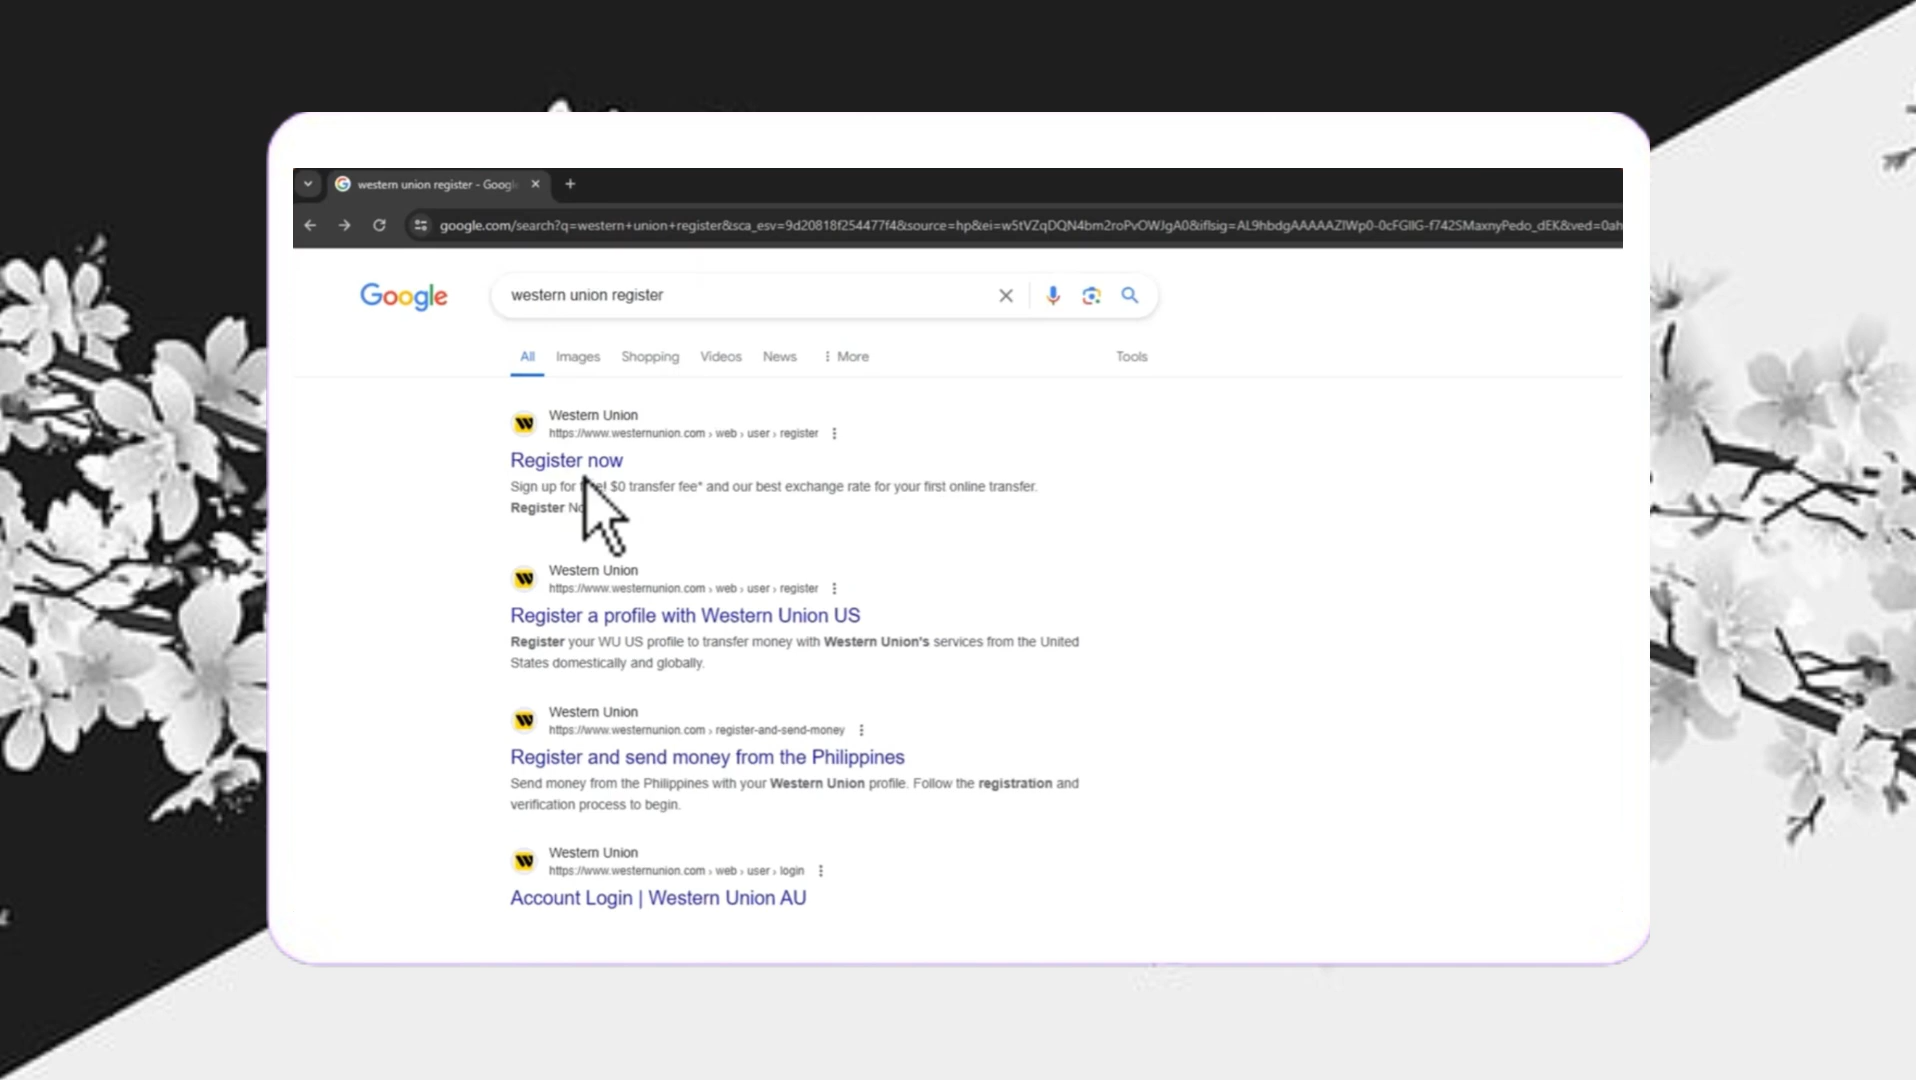 western union register - Googl
google.com/search?q=western+union+register&sca_esv=9d20818f254477f4&source=hp&ei=w5tVZqDQN4bm2roPvOWJgA0&iflsig=AL9hbdgAAAAAZlWp0-0cFGIlG-f742SMaxnyPedo_dEK&ved=0ah
Google
western union register
All Images Shopping Videos News More Tools
Western Union
https://www.westernunion.com › web › user › register
Register now
Sign up for $0 transfer fee* and our best exchange rate for your first online transfer.
Register
Western Union
https://www.westernunion.com › web › user › register
Register a profile with Western Union US
Register your WU US profile to transfer money with Western Union's services from the United
States domestically and globally.
Western Union
https://www.westernunion.com › register-and-send-money
Register and send money from the Philippines
Send money from the Philippines with your Western Union profile. Follow the registration and
verification process to begin.
Western Union
https://www.westernunion.com › web › user › login
Account Login | Western Union AU